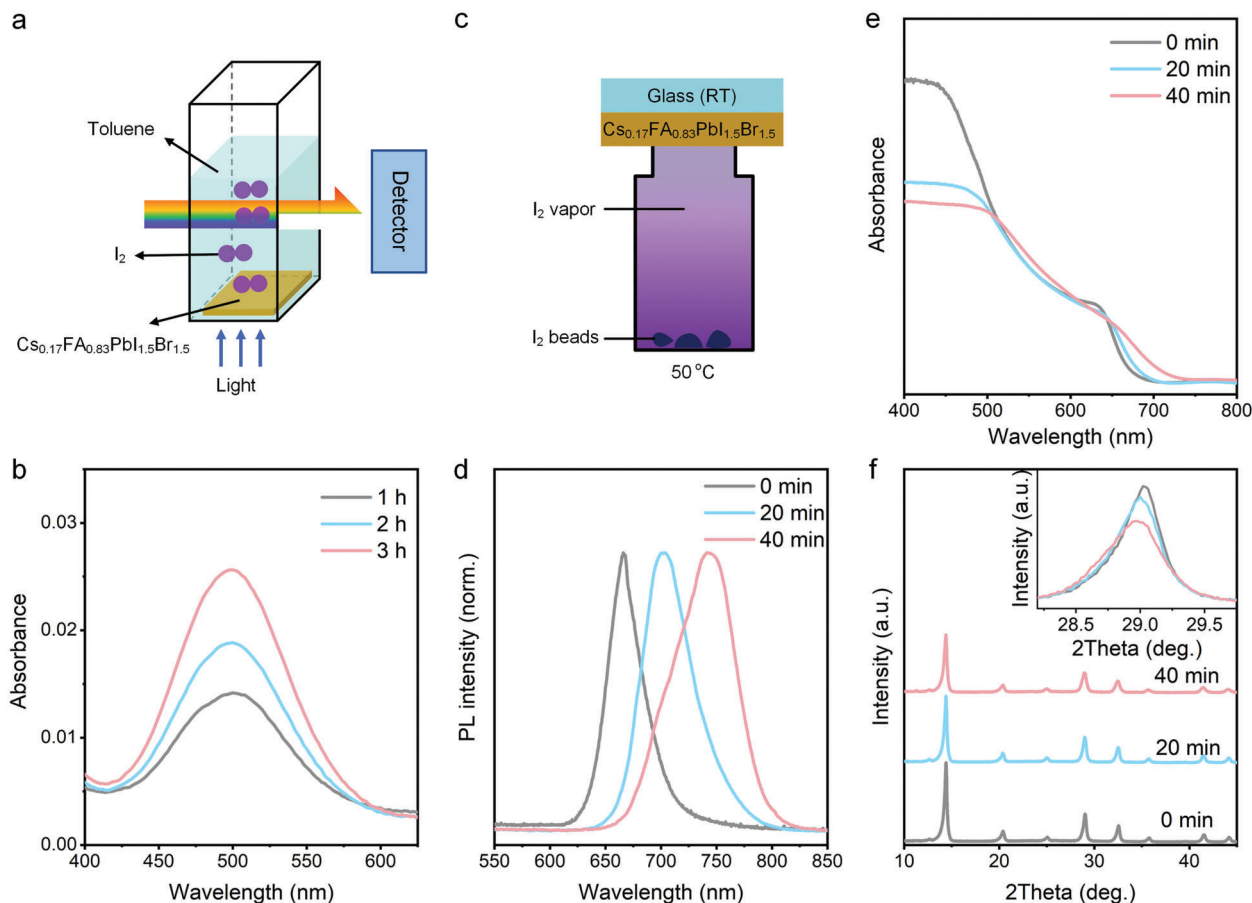 a
Toluene
I₂
Cs₀.₁₇FA₀.₈₃PbI₁.₅Br₁.₅
Light
Detector
b
1 h
2 h
3 h
0.03
0.02
0.01
0.00
Absorbance
400
450
500
550
600
Wavelength (nm)
c
Glass (RT)
Cs₀.₁₇FA₀.₈₃PbI₁.₅Br₁.₅
I₂ vapor
I₂ beads
50 °C
d
0 min
20 min
40 min
PL intensity (norm.)
550
600
650
700
750
800
850
Wavelength (nm)
e
0 min
20 min
40 min
Absorbance
400
500
600
700
800
Wavelength (nm)
f
Intensity (a.u.)
28.5
29.0
29.5
2Theta (deg.)
40 min
20 min
0 min
Intensity (a.u.)
10
20
30
40
2Theta (deg.)